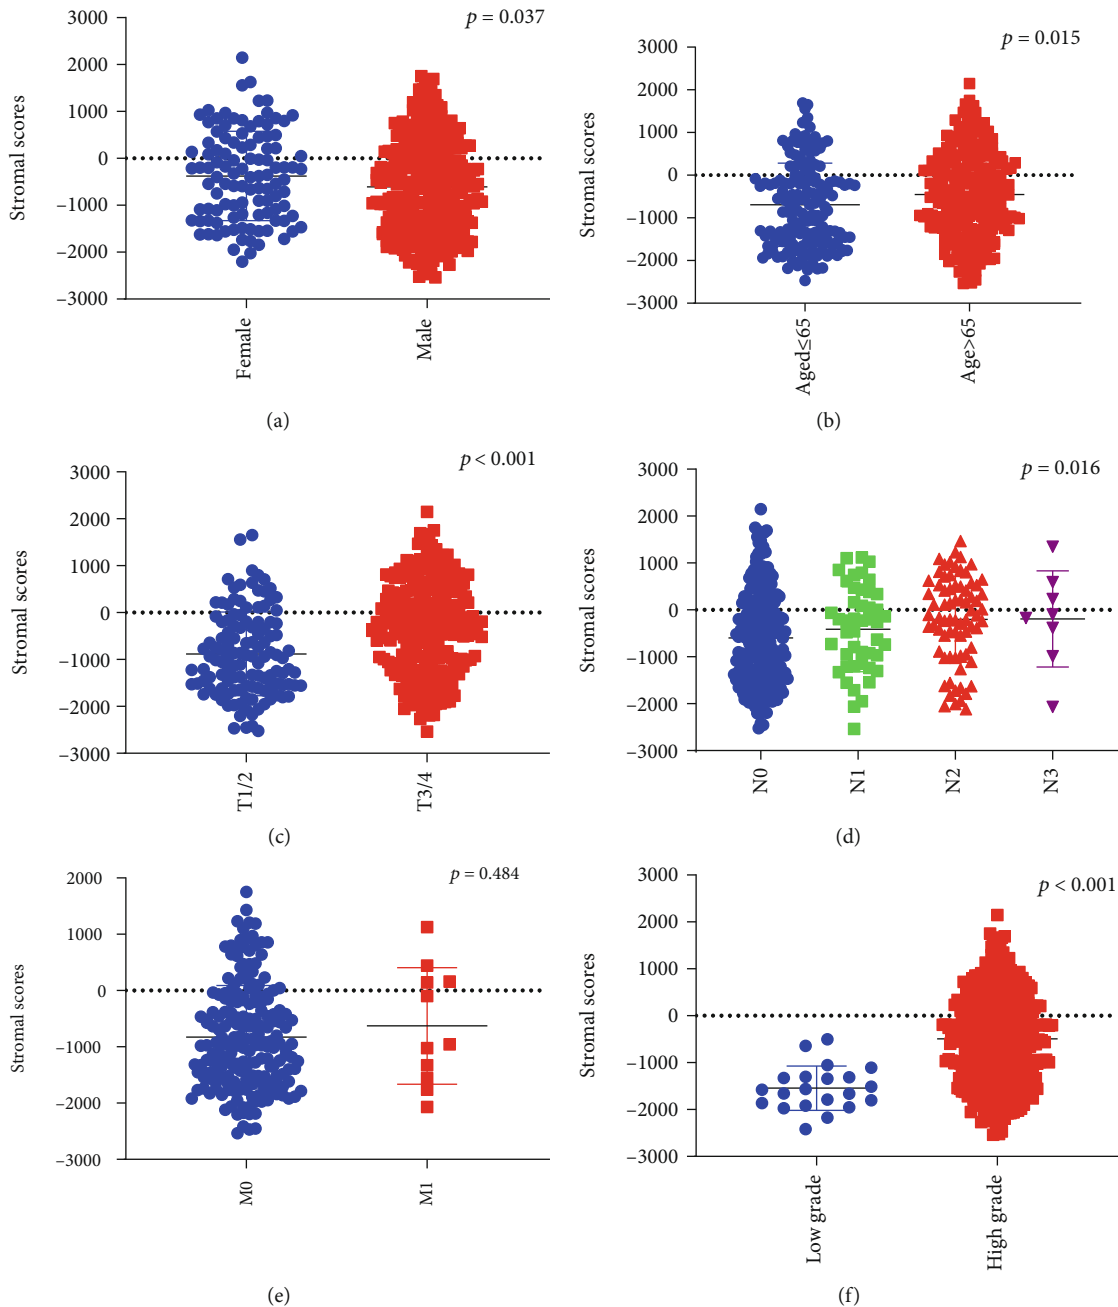 p = 0.037
3000
2000
1000
0
−1000
−2000
−3000
Stromal scores
Female
Male
(a)
p = 0.015
3000
2000
1000
0
−1000
−2000
−3000
Stromal scores
Aged≤65
Age>65
(b)
p < 0.001
3000
2000
1000
0
−1000
−2000
−3000
Stromal scores
T1/2
T3/4
(c)
p = 0.016
3000
2000
1000
0
−1000
−2000
−3000
Stromal scores
N0
N1
N2
N3
(d)
p = 0.484
2000
1000
0
−1000
−2000
−3000
Stromal scores
M0
M1
(e)
p < 0.001
3000
2000
1000
0
−1000
−2000
−3000
Stromal scores
Low grade
High grade
(f)